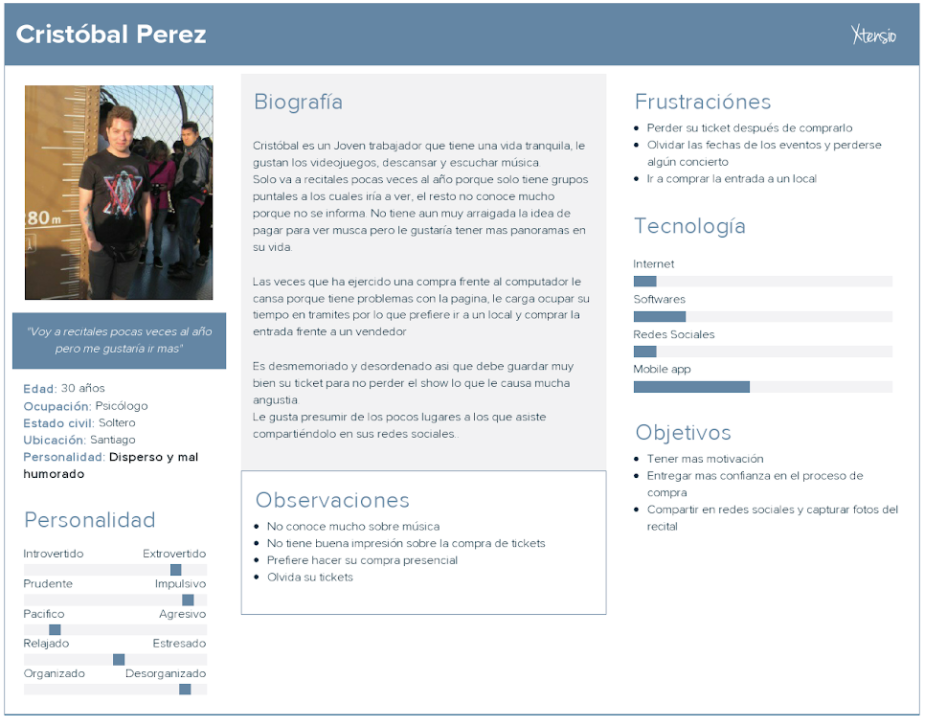 Cristóbal Perez
Xtensio
80m
"Voy a recitales pocas veces al año
pero me gustaría ir mas"
Edad: 30 años
Ocupación: Psicólogo
Estado civil: Soltero
Ubicación: Santiago
Personalidad: Disperso y mal
humorado
Personalidad
Introvertido Extrovertido
Prudente Impulsivo
Pacifico Agresivo
Relajado Estresado
Organizado Desorganizado
Biografía
Cristóbal es un Joven trabajador que tiene una vida tranquila, le
gustan los videojuegos, descansar y escuchar música.
Solo va a recitales pocas veces al año porque solo tiene grupos
puntales a los cuales iría a ver, el resto no conoce mucho
porque no se informa. No tiene aun muy arraigada la idea de
pagar para ver musca pero le gustaría tener mas panoramas en
su vida.
Las veces que ha ejercido una compra frente al computador le
cansa porque tiene problemas con la pagina, le carga ocupar su
tiempo en tramites por lo que prefiere ir a un local y comprar la
entrada frente a un vendedor
Es desmemoriado y desordenado asi que debe guardar muy
bien su ticket para no perder el show lo que le causa mucha
angustia.
Le gusta presumir de los pocos lugares a los que asiste
compartiéndolo en sus redes sociales.
Observaciones
No conoce mucho sobre música
No tiene buena impresión sobre la compra de tickets
Prefiere hacer su compra presencial
Olvida su tickets
Frustraciónes
Perder su ticket después de comprarlo
Olvidar las fechas de los eventos y perderse
algún concierto
Ir a comprar la entrada a un local
Tecnología
Internet
Softwares
Redes Sociales
Mobile app
Objetivos
Tener mas motivación
Entregar mas confianza en el proceso de
compra
Compartir en redes sociales y capturar fotos del
recital